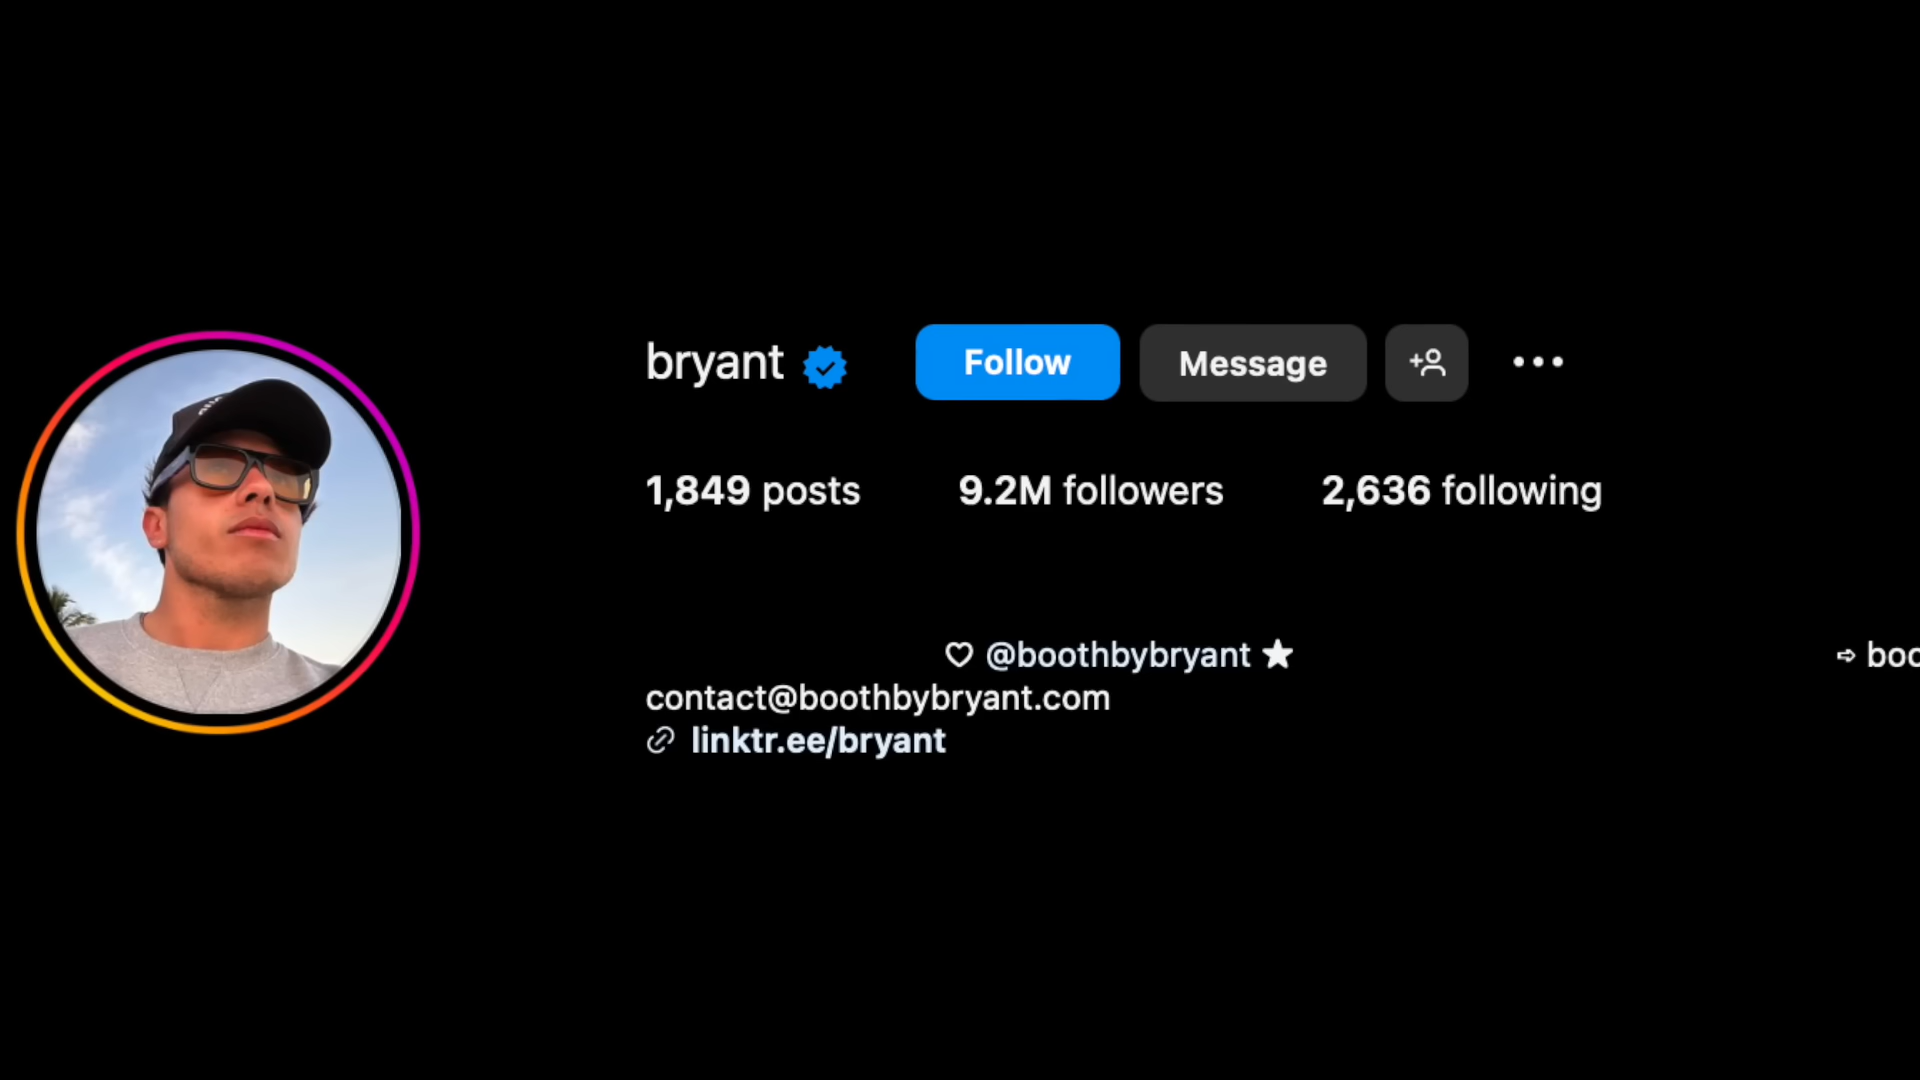 bryant Follow Message
1,849 posts 9.2M followers 2,636 following
♡ @boothbybryant ★ ➩ boo
contact@boothbybryant.com
linktr.ee/bryant